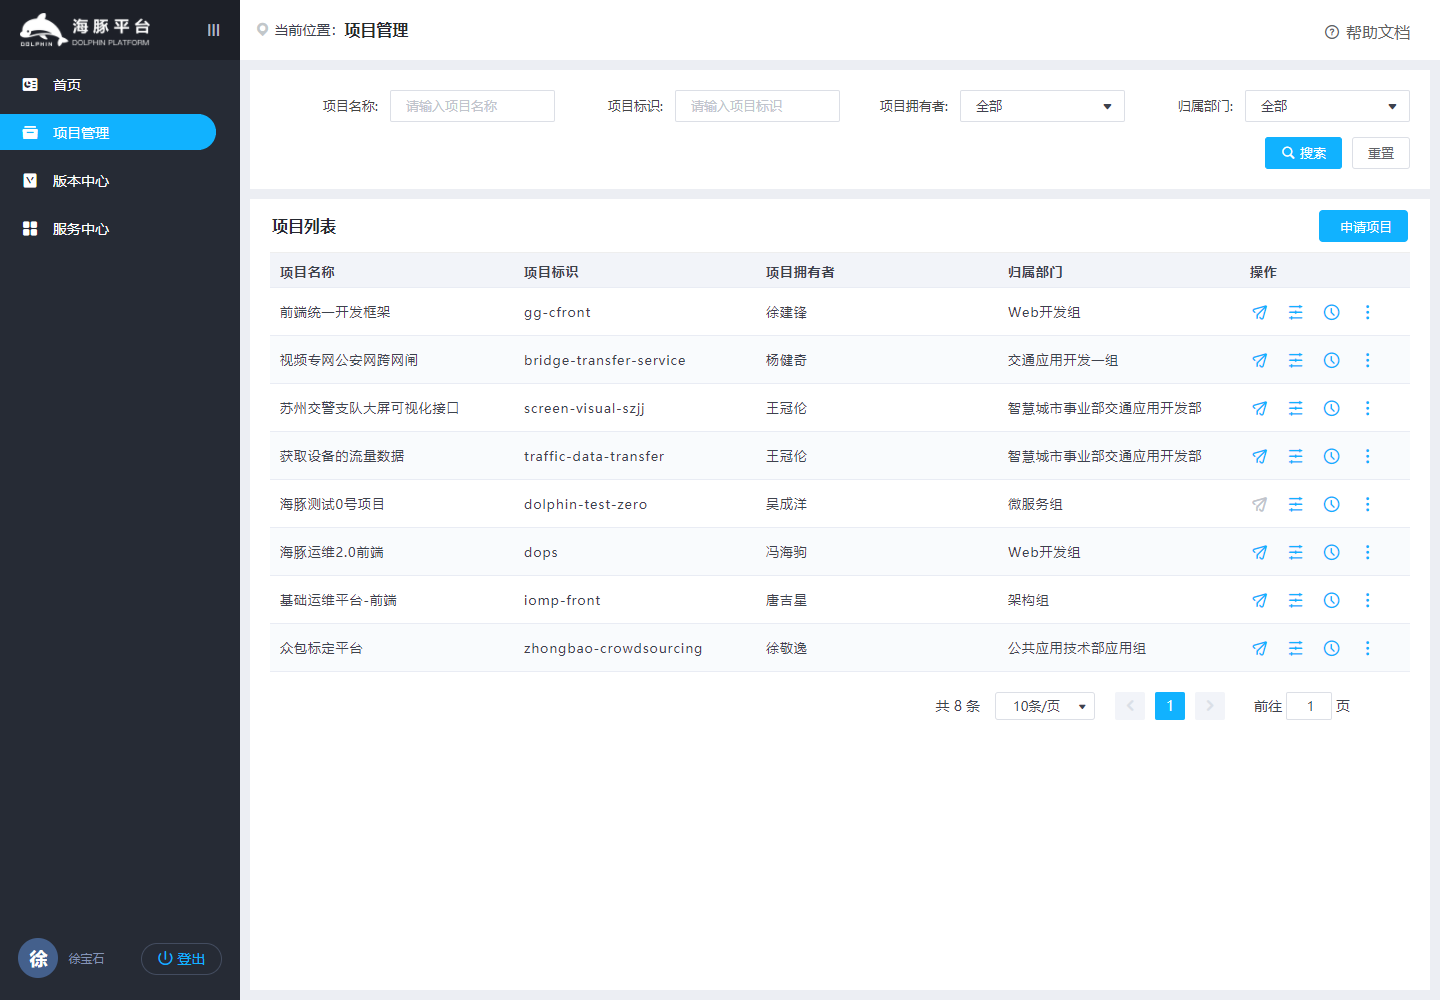 海豚平台
DOLPHIN
DOLPHIN PLATFORM
当前位置: 项目管理
帮助文档
首页
项目管理
版本中心
服务中心
项目名称: 请输入项目名称 项目标识: 请输入项目标识 项目拥有者: 全部 归属部门: 全部
搜索 重置
项目列表 申请项目
项目名称 项目标识 项目拥有者 归属部门 操作
前端统一开发框架 gg-cfront 徐建锋 Web开发组
视频专网公安网跨网闸 bridge-transfer-service 杨健奇 交通应用开发一组
苏州交警支队大屏可视化接口 screen-visual-szjj 王冠伦 智慧城市事业部交通应用开发部
获取设备的流量数据 traffic-data-transfer 王冠伦 智慧城市事业部交通应用开发部
海豚测试0号项目 dolphin-test-zero 吴成洋 微服务组
海豚运维2.0前端 dops 冯海驹 Web开发组
基础运维平台-前端 iomp-front 唐吉星 架构组
众包标定平台 zhongbao-crowdsourcing 徐敬逸 公共应用技术部应用组
共 8 条 10条/页 1 前往 1 页
徐 徐宝石 登出